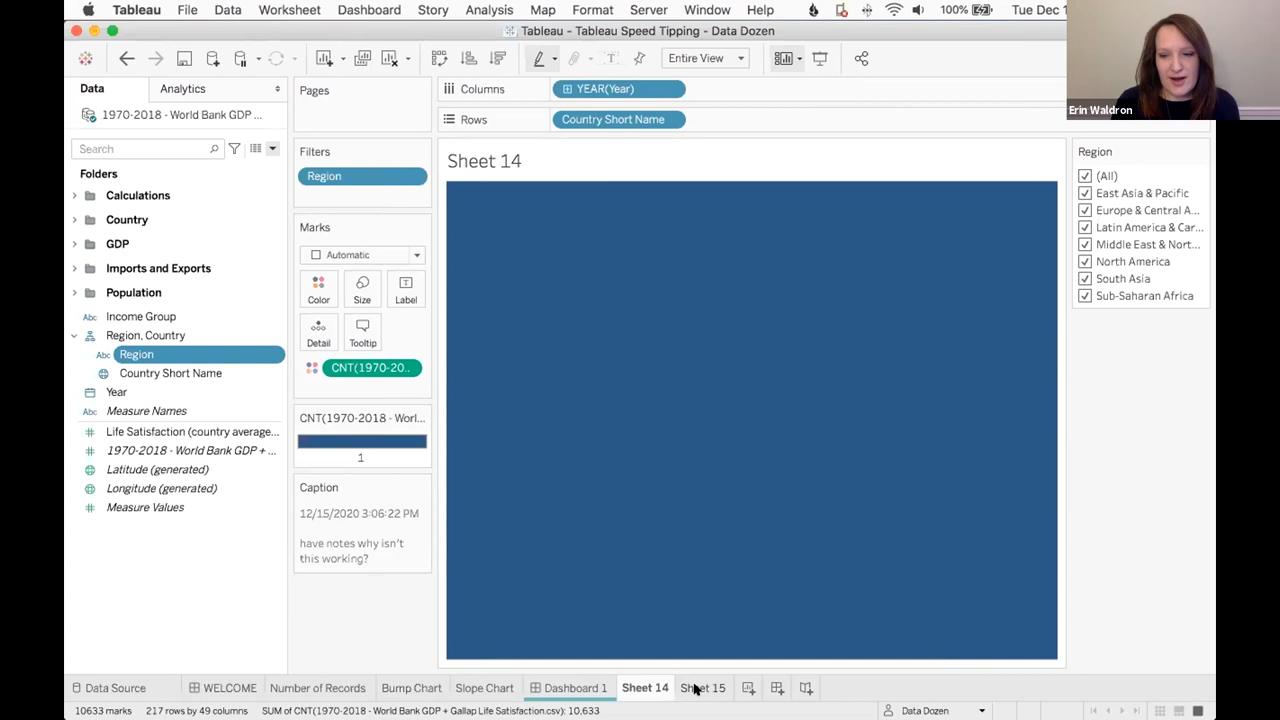 Tableau File Data Worksheet Dashboard Story Analysis Map Format Server Window Help 100% Tue Dec 1
Tableau - Tableau Speed Tipping - Data Dozen
Entire View
Erin Waldron
Data Analytics
1970-2018 - World Bank GDP ...
Search
Folders
Calculations
Country
GDP
Imports and Exports
Population
Abc Income Group
Region, Country
Abc Region
Country Short Name
Year
Abc Measure Names
# Life Satisfaction (country average...
# 1970-2018 - World Bank GDP + ...
Latitude (generated)
Longitude (generated)
# Measure Values
Pages
Filters
Region
Marks
Automatic
Color Size Label
Detail Tooltip
CNT(1970-20..
CNT(1970-2018 - Worl...
1
Caption
12/15/2020 3:06:22 PM
have notes why isn't
this working?
Columns YEAR(Year)
Rows Country Short Name
Sheet 14
Region
(All)
East Asia & Pacific
Europe & Central A...
Latin America & Car...
Middle East & Nort...
North America
South Asia
Sub-Saharan Africa
Data Source WELCOME Number of Records Bump Chart Slope Chart Dashboard 1 Sheet 14 Sheet 15
10633 marks 217 rows by 49 columns SUM of CNT(1970-2018 - World Bank GDP + Gallap Life Satisfaction.csv): 10,633 Data Dozen